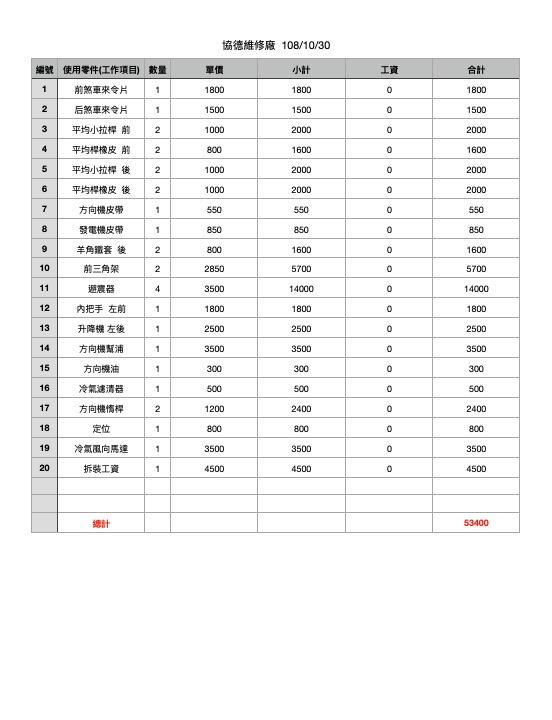 協德維修廠 108/10/30
編號 使用零件(工作項目) 數量 單價 小計 工資 合計
1 前煞車來令片 1 1800 1800 0 1800
2 后煞車來令片 1 1500 1500 0 1500
3 平均小拉桿 前 2 1000 2000 0 2000
4 平均桿橡皮 前 2 800 1600 0 1600
5 平均小拉桿 後 2 1000 2000 0 2000
6 平均桿橡皮 後 2 1000 2000 0 2000
7 方向機皮帶 1 550 550 0 550
8 發電機皮帶 1 850 850 0 850
9 羊角鐵套 後 2 800 1600 0 1600
10 前三角架 2 2850 5700 0 5700
11 避震器 4 3500 14000 0 14000
12 內把手 左前 1 1800 1800 0 1800
13 升降機 左後 1 2500 2500 0 2500
14 方向機幫浦 1 3500 3500 0 3500
15 方向機油 1 300 300 0 300
16 冷氣濾清器 1 500 500 0 500
17 方向機惰桿 2 1200 2400 0 2400
18 定位 1 800 800 0 800
19 冷氣風向馬達 1 3500 3500 0 3500
20 拆裝工資 1 4500 4500 0 4500
總計 53400